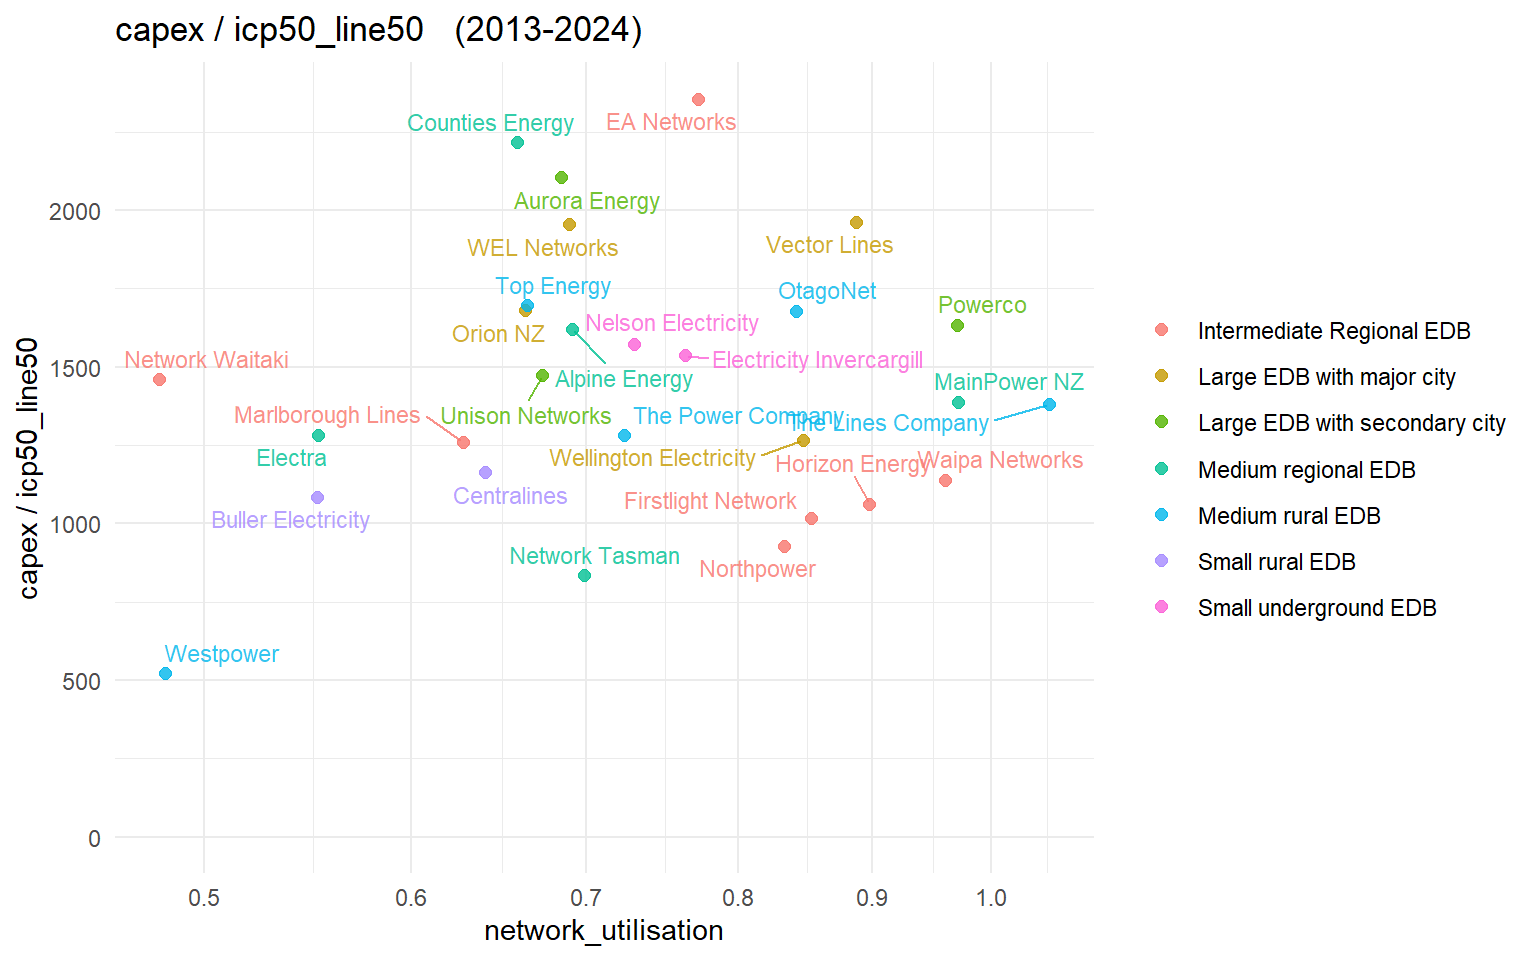 capex / icp50_line50 (2013-2024)
capex / icp50_line50
2000
1500
1000
500
0
EA Networks
Counties Energy
Aurora Energy
WEL Networks
Vector Lines
Top Energy
OtagoNet
Powerco
Nelson Electricity
Orion NZ
Network Waitaki
Electricity Invercargill
Alpine Energy
MainPower NZ
Marlborough Lines
Unison Networks
The Power Company
The Lines Company
Electra
Wellington Electricity
Horizon Energy
Waipa Networks
Centralines
Firstlight Network
Buller Electricity
Network Tasman
Northpower
Westpower
0.5
0.6
0.7
0.8
0.9
1.0
network_utilisation
Intermediate Regional EDB
Large EDB with major city
Large EDB with secondary city
Medium regional EDB
Medium rural EDB
Small rural EDB
Small underground EDB